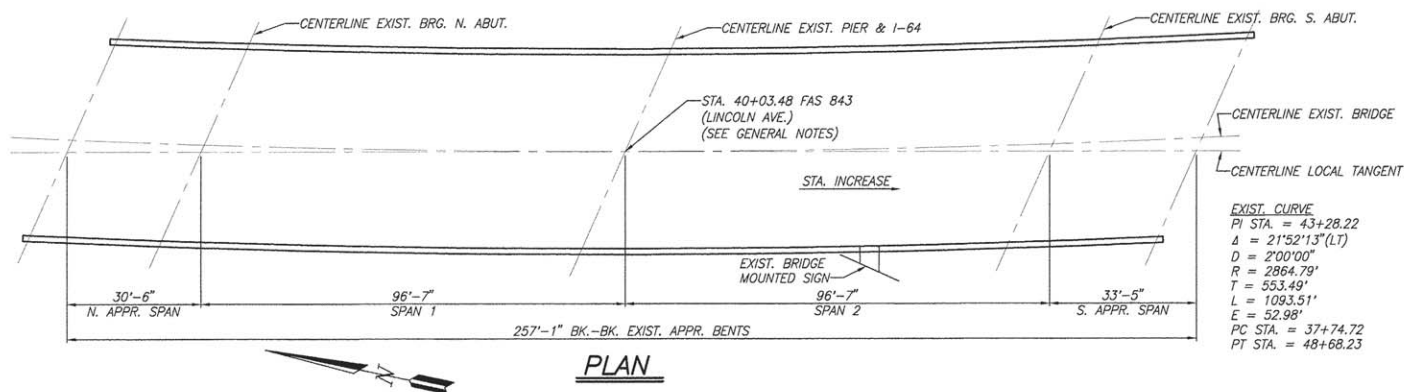 CENTERLINE EXIST. BRG. N. ABUT.
CENTERLINE EXIST. PIER & I-64
CENTERLINE EXIST. BRG S. ABUT.
STA. 40+03.48 FAS 843
(LINCOLN AVE.)
(SEE GENERAL NOTES)
CENTERLINE EXIST. BRIDGE
CENTERLINE LOCAL TANGENT
STA. INCREASE
EXIST. BRIDGE
MOUNTED SIGN
30'-6"
N. APPR. SPAN
96'-7"
SPAN 1
96'-7"
SPAN 2
33'-5"
S. APPR. SPAN
257'-1" BK.-BK. EXIST. APPR. BENTS
EXIST. CURVE
PI STA. = 43+28.22
Δ = 21°52'13"(LT)
D = 2°00'00"
R = 2864.79'
T = 553.49'
L = 1093.51'
E = 52.98'
PC STA. = 37+74.72
PT STA. = 48+68.23
N
PLAN